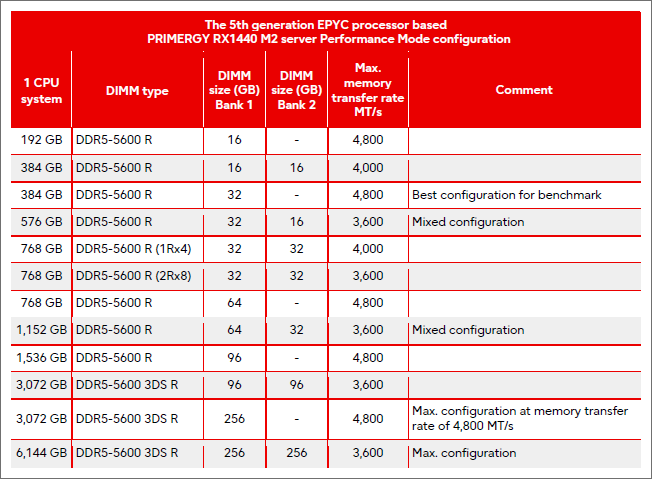 The 5th generation EPYC processor based
PRIMERGY RX1440 M2 server Performance Mode configuration
1 CPU system DIMM type DIMM size (GB) Bank 1 DIMM size (GB) Bank 2 Max. memory transfer rate MT/s Comment
192 GB DDR5-5600 R 16 - 4,800
384 GB DDR5-5600 R 16 16 4,000
384 GB DDR5-5600 R 32 - 4,800 Best configuration for benchmark
576 GB DDR5-5600 R 32 16 3,600 Mixed configuration
768 GB DDR5-5600 R (1Rx4) 32 32 4,000
768 GB DDR5-5600 R (2Rx8) 32 32 3,600
768 GB DDR5-5600 R 64 - 4,800
1,152 GB DDR5-5600 R 64 32 3,600 Mixed configuration
1,536 GB DDR5-5600 R 96 - 4,800
3,072 GB DDR5-5600 3DS R 96 96 3,600
3,072 GB DDR5-5600 3DS R 256 - 4,800 Max. configuration at memory transfer rate of 4,800 MT/s
6,144 GB DDR5-5600 3DS R 256 256 3,600 Max. configuration